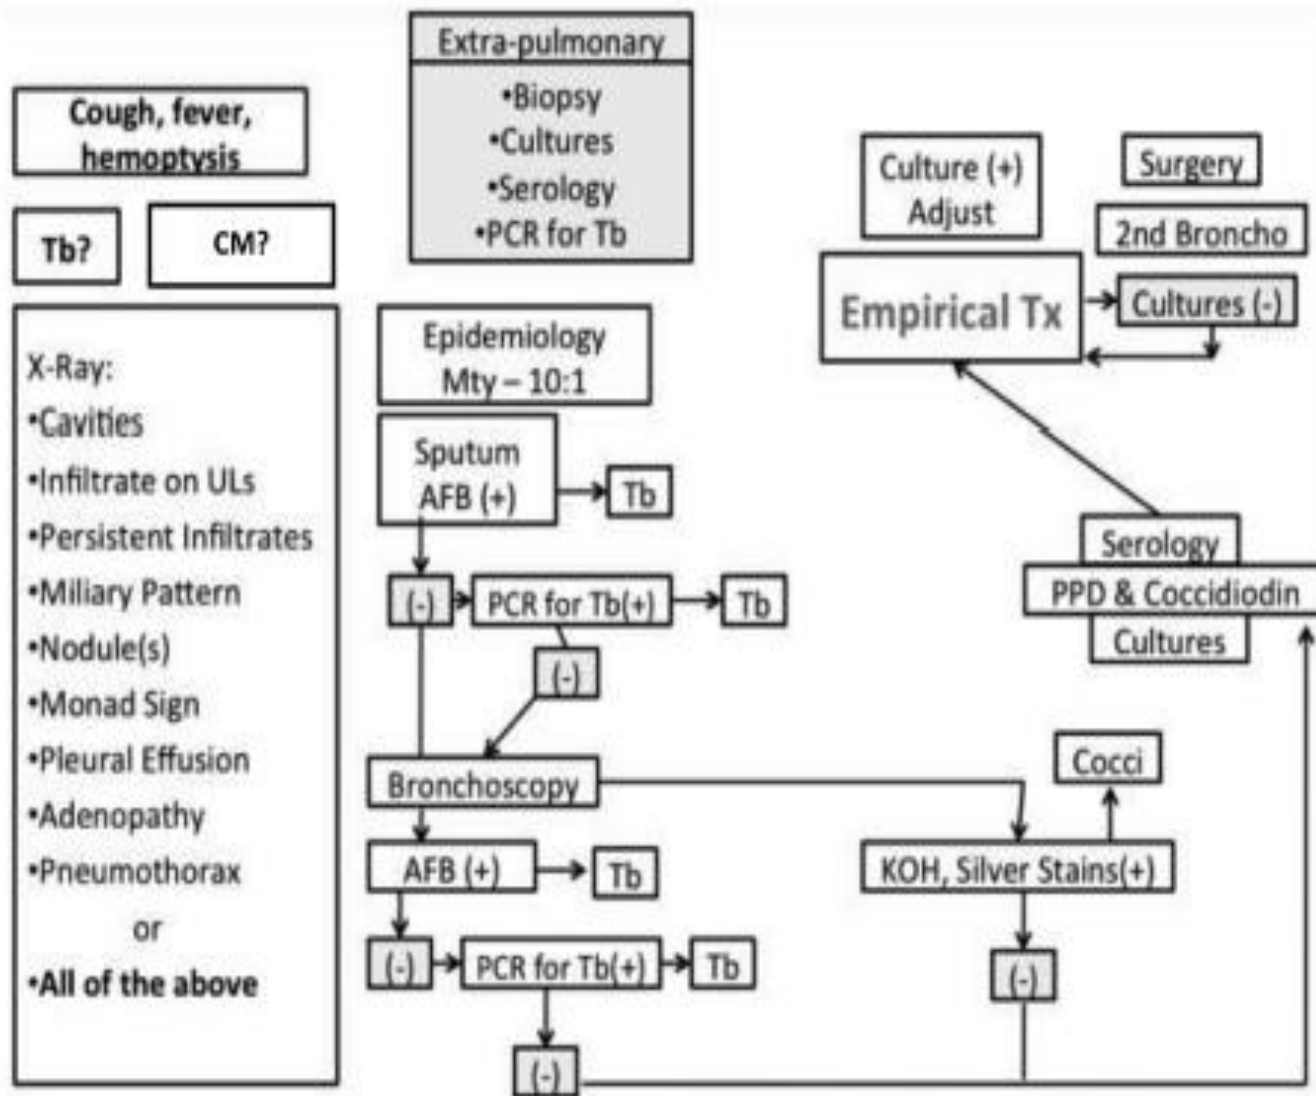 Extra-pulmonary
•Biopsy
•Cultures
•Serology
•PCR for Tb
Cough, fever,
hemoptysis
Tb?
CM?
X-Ray:
•Cavities
•Infiltrate on ULs
•Persistent Infiltrates
•Miliary Pattern
•Nodule(s)
•Monad Sign
•Pleural Effusion
•Adenopathy
•Pneumothorax
or
•All of the above
Epidemiology
Mty – 10:1
Sputum
AFB (+)
Tb
(-)
PCR for Tb(+)
Tb
(-)
Bronchoscopy
AFB (+)
Tb
(-)
PCR for Tb(+)
Tb
(-)
KOH, Silver Stains(+)
Cocci
(-)
Serology
PPD & Coccidiodin
Cultures
Empirical Tx
Culture (+)
Adjust
Surgery
2nd Broncho
Cultures (-)